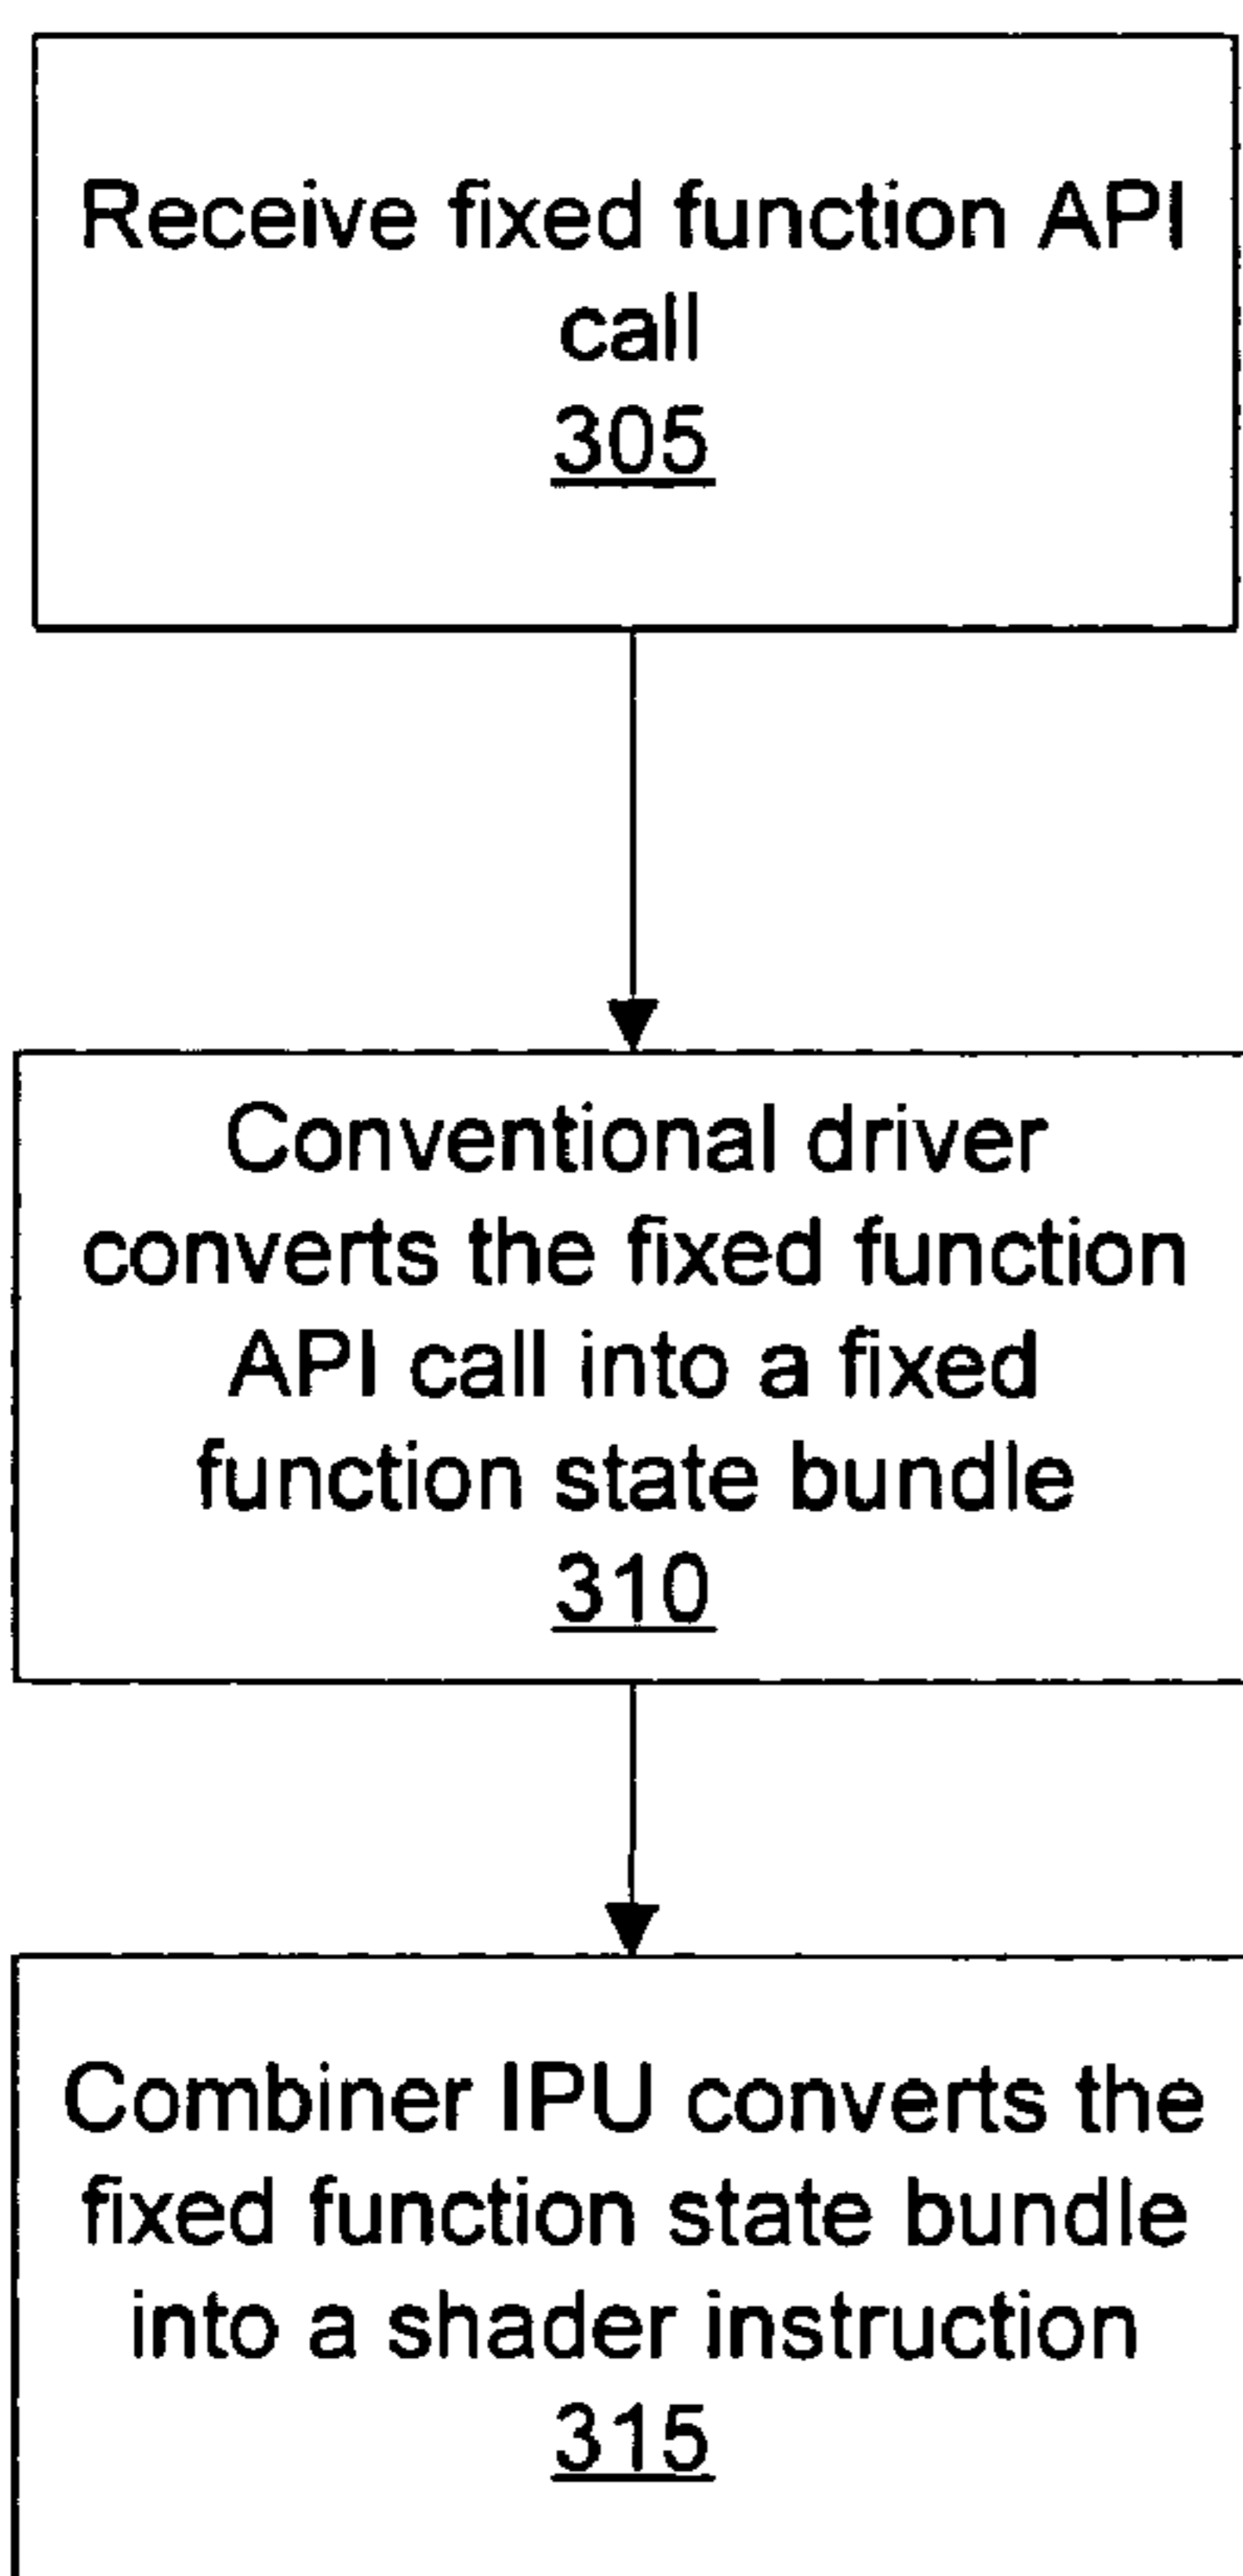 Receive fixed function API
call
305
Conventional driver
converts the fixed function
API call into a fixed
function state bundle
310
Combiner IPU converts the
fixed function state bundle
into a shader instruction
315